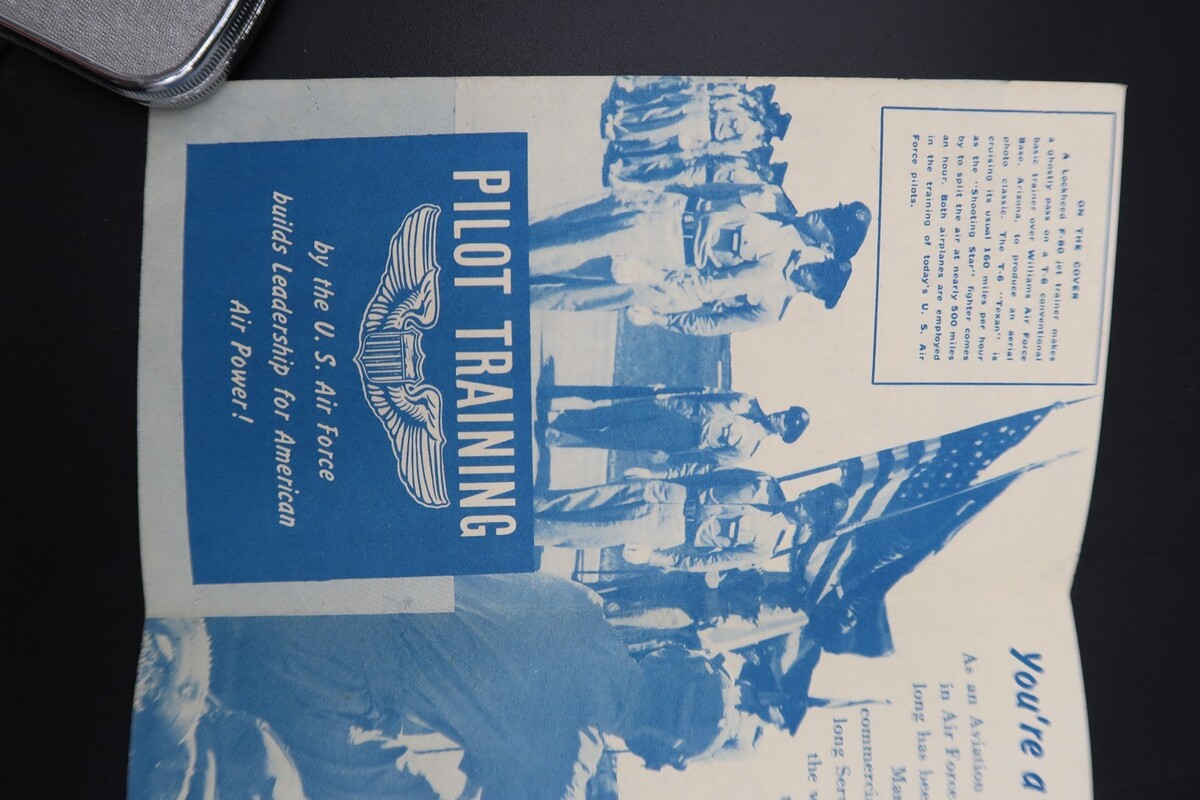 ON THE COVER
A Lockheed F-80 jet trainer makes
a ghostly pass on a T-6 conventional
basic trainer over Williams Air Force
Base, Arizona, to produce an aerial
photo classic. The T-6 "Texan" is
cruising its usual 160 miles per hour
as the "Shooting Star" fighter comes
by to split the air at nearly 500 miles
an hour. Both airplanes are employed
in the training of today's U. S. Air
Force pilots.
PILOT TRAINING
by the U. S. Air Force
builds Leadership for American
Air Power!
You're a
As an Aviation
in Air Force
long has bee
Mar
commerci
long Ser
the